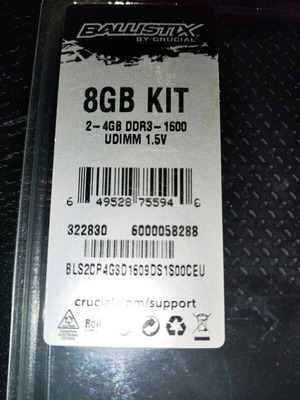 BALLISTIX
BY CRUCIAL
8GB KIT
2-4GB DDR3-1600
UDIMM 1.5V
6 49528 75594 6
322830 6000058288
BLS2CP4G3D1609DS1S00CEU
crucial.com/support
RoH